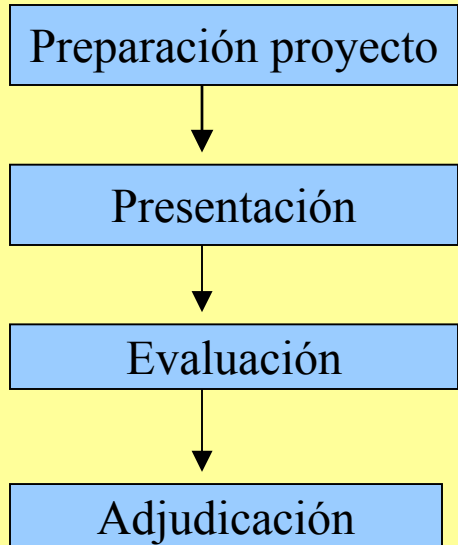 Preparación proyecto
Presentación
Evaluación
Adjudicación